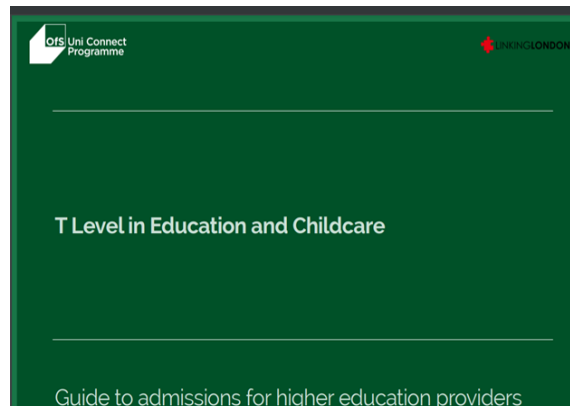 OfS Uni Connect
Programme
LINKINGLONDON
T Level in Education and Childcare
Guide to admissions for higher education providers